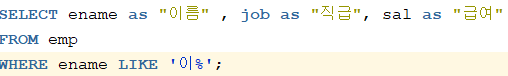 SELECT ename as "이름" , job as "직급", sal as "급여"
FROM emp
WHERE ename LIKE '이%';